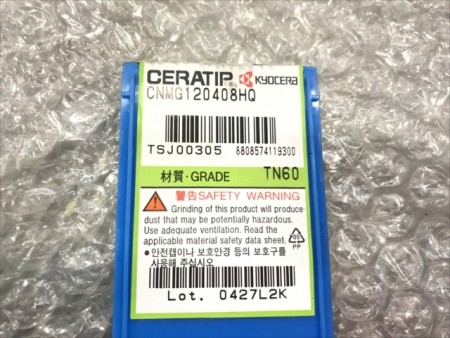 CERATIP® KYOCERA
CNMG120408HQ
TSJ00305 8808574119300
材質・GRADE TN60
警告SAFETY WARNING
Grinding of this product will produce
dust that may be potentially hazardous.
Use adequate ventilation. Read the
applicable material safety data sheet.
•안전캡이나 보호안경 등의 보호구를
사용해 주십시오
PP
Lot. 0427L2K